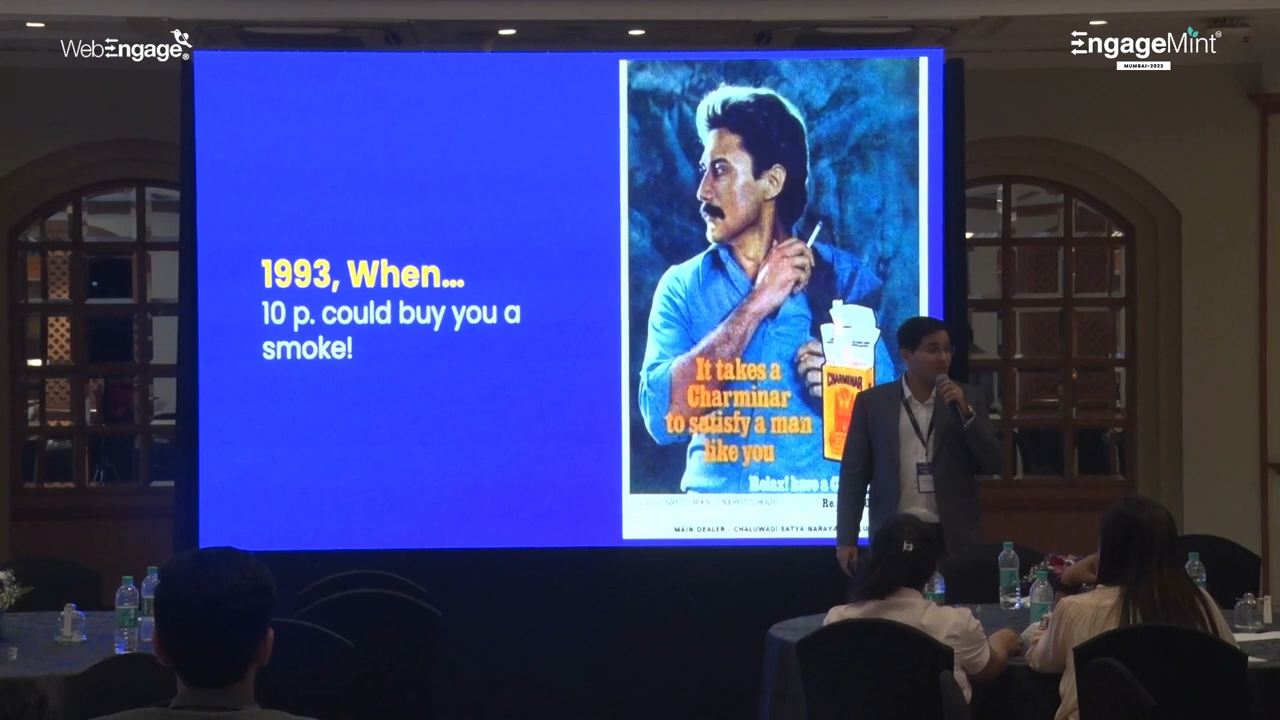 WebEngage
EngageMint
MUMBAI-2023
1993, When...
10 p. could buy you a
smoke!
CHARMINAR
It takes a
Charminar
to satisfy a man
like you
Relax! have a
Re.
MAIN DEALER - CHALUWADI SATYA